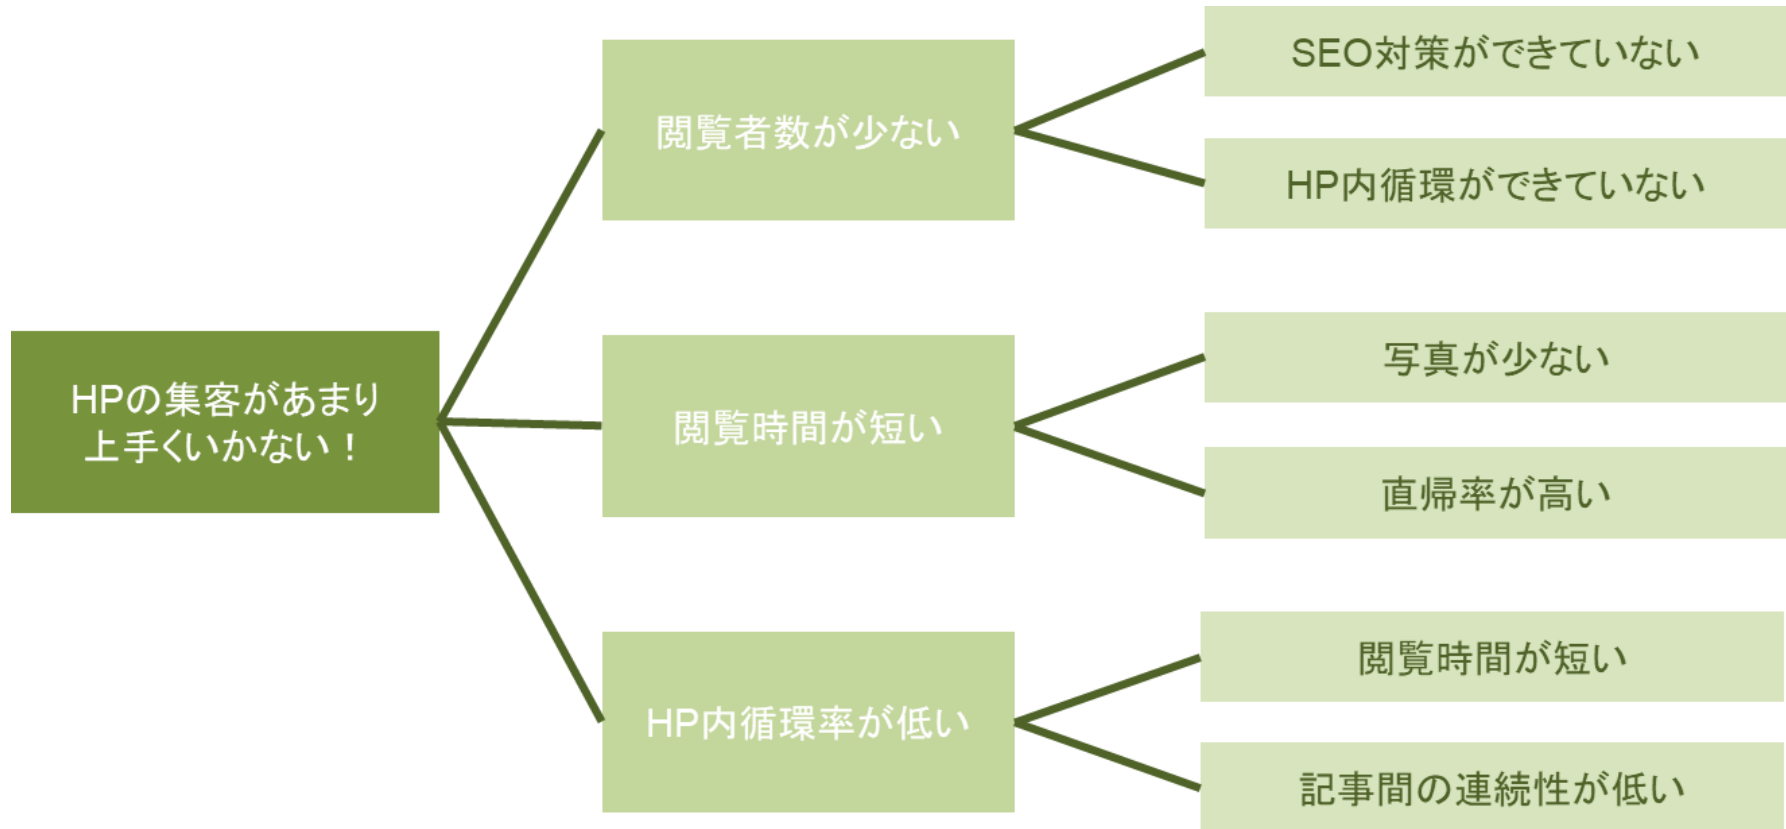 HPの集客があまり
上手くいかない！
閲覧者数が少ない
SEO対策ができていない
HP内循環ができていない
閲覧時間が短い
写真が少ない
直帰率が高い
HP内循環率が低い
閲覧時間が短い
記事間の連続性が低い